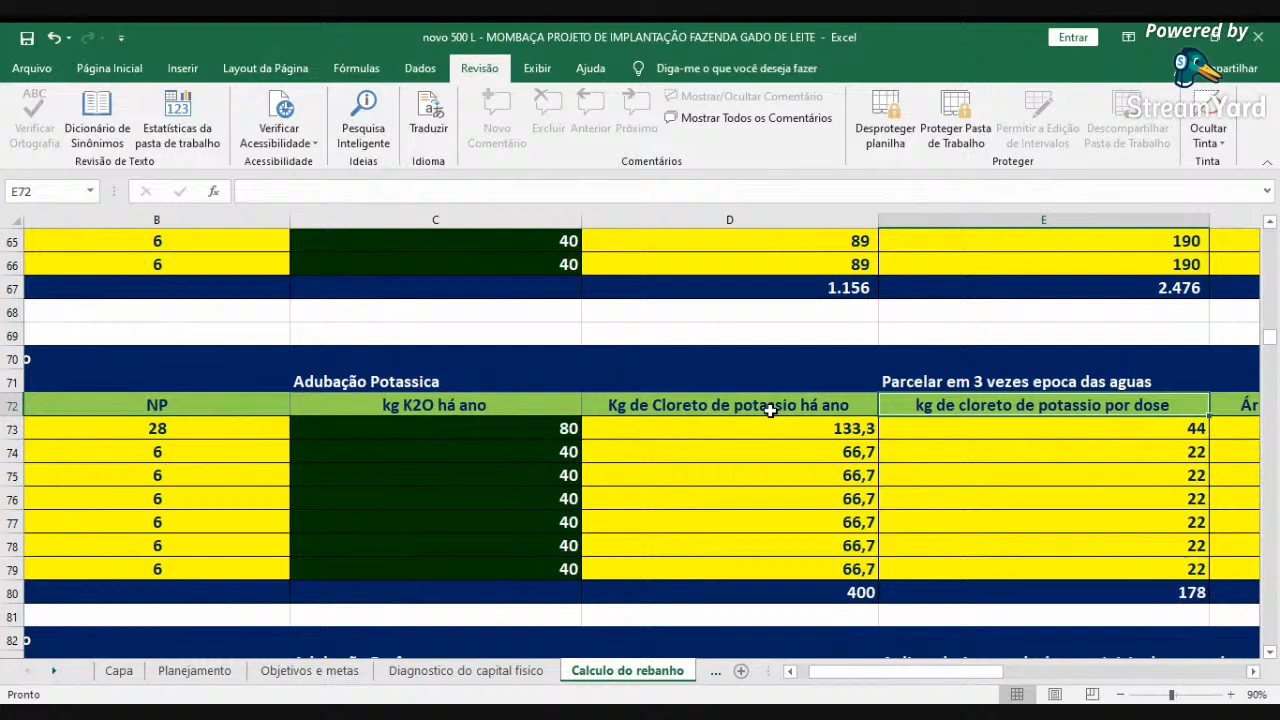 Powered by
StreamYard
novo 500 L - MOMBAÇA PROJETO DE IMPLANTAÇÃO FAZENDA GADO DE LEITE - Excel
Entrar
Arquivo Página Inicial Inserir Layout da Página Fórmulas Dados Revisão Exibir Ajuda Diga-me o que você deseja fazer
ABC
Verificar Ortografia
Dicionário de Sinônimos
123
Estatísticas da pasta de trabalho
Verificar Acessibilidade
Pesquisa Inteligente
Traduzir
Novo Comentário
Excluir
Anterior
Próximo
Mostrar/Ocultar Comentário
Mostrar Todos os Comentários
Desproteger planilha
Proteger Pasta de Trabalho
Permitir a Edição de Intervalos
Descompartilhar Pasta de Trabalho
Ocultar Tinta
Revisão de Texto Acessibilidade Ideias Idioma Comentários Proteger Tinta
E72 fx
B C D E
65 6 40 89 190
66 6 40 89 190
67 1.156 2.476
68
69
70 o
71 Adubação Potassica Parcelar em 3 vezes epoca das aguas
72 NP kg K2O há ano Kg de Cloreto de potassio há ano kg de cloreto de potassio por dose Ár
73 28 80 133,3 44
74 6 40 66,7 22
75 6 40 66,7 22
76 6 40 66,7 22
77 6 40 66,7 22
78 6 40 66,7 22
79 6 40 66,7 22
80 400 178
81
82 o
Capa Planejamento Objetivos e metas Diagnostico do capital fisico Calculo do rebanho ...
Pronto 90%